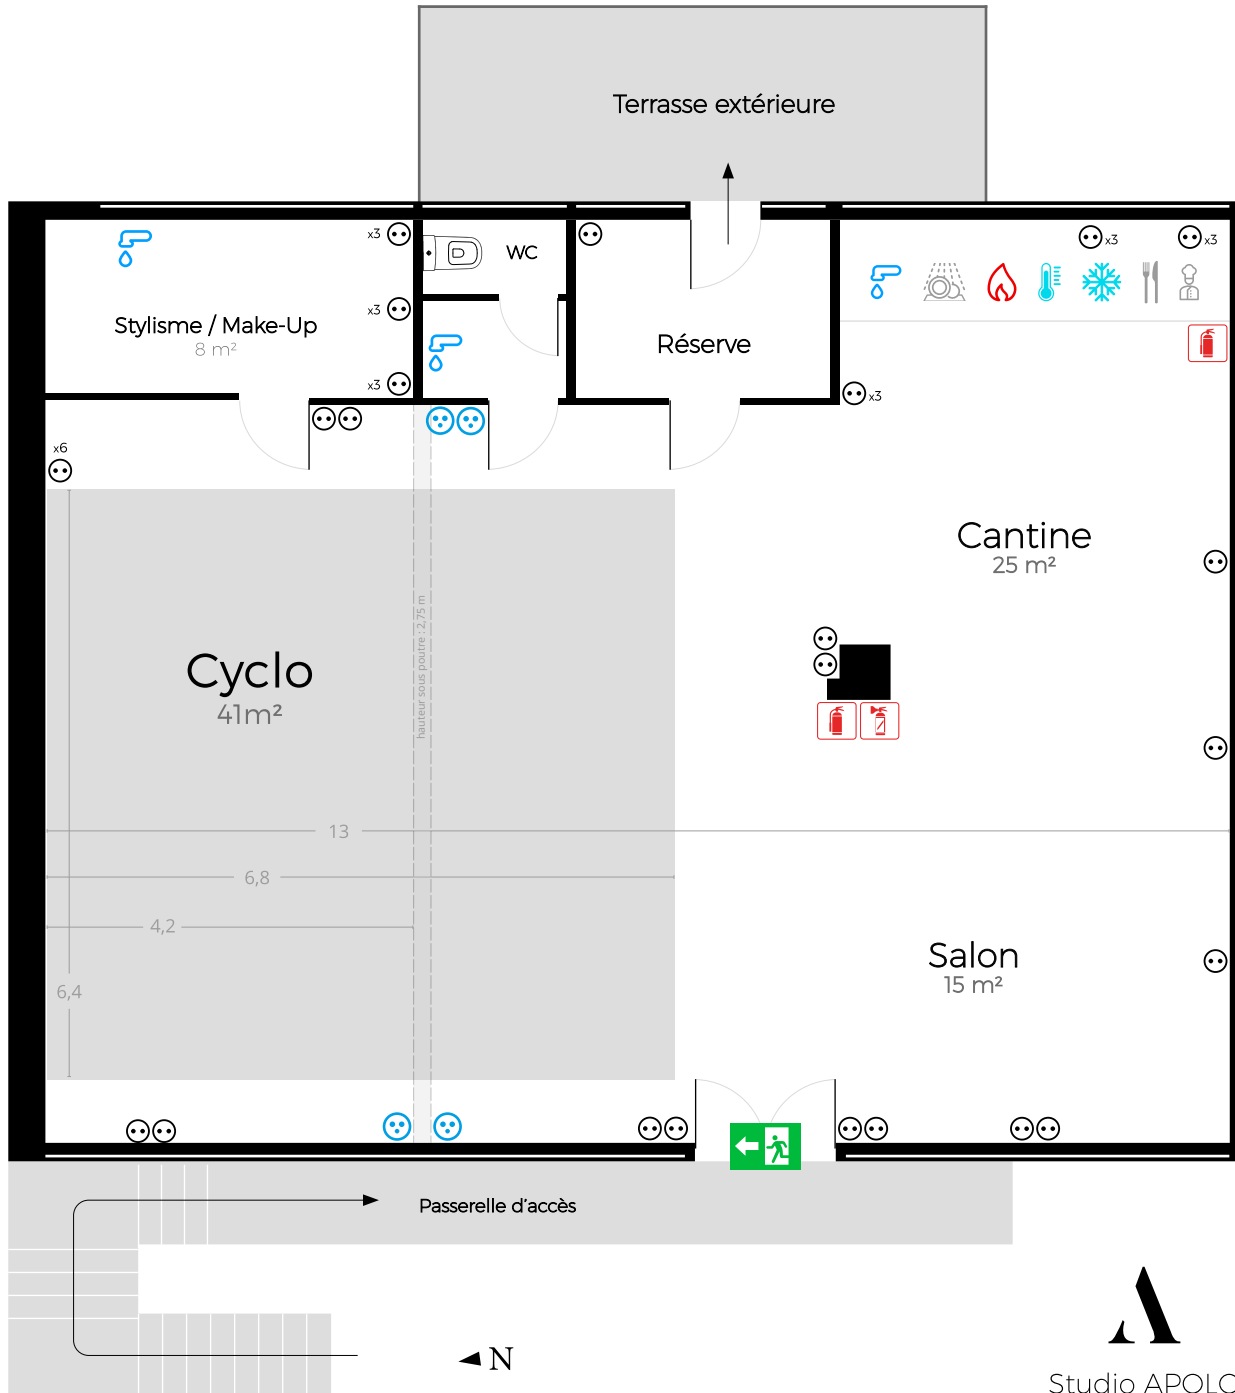 Terrasse extérieure
x3
WC
x3
x3
Stylisme / Make-Up
8 m²
x3
Réserve
x3
x3
x6
Cantine
25 m²
hauteur sous poutre : 2,75 m
Cyclo
41m²
13
6,8
4,2
6,4
Salon
15 m²
Passerelle d'accès
N
Studio APOLO